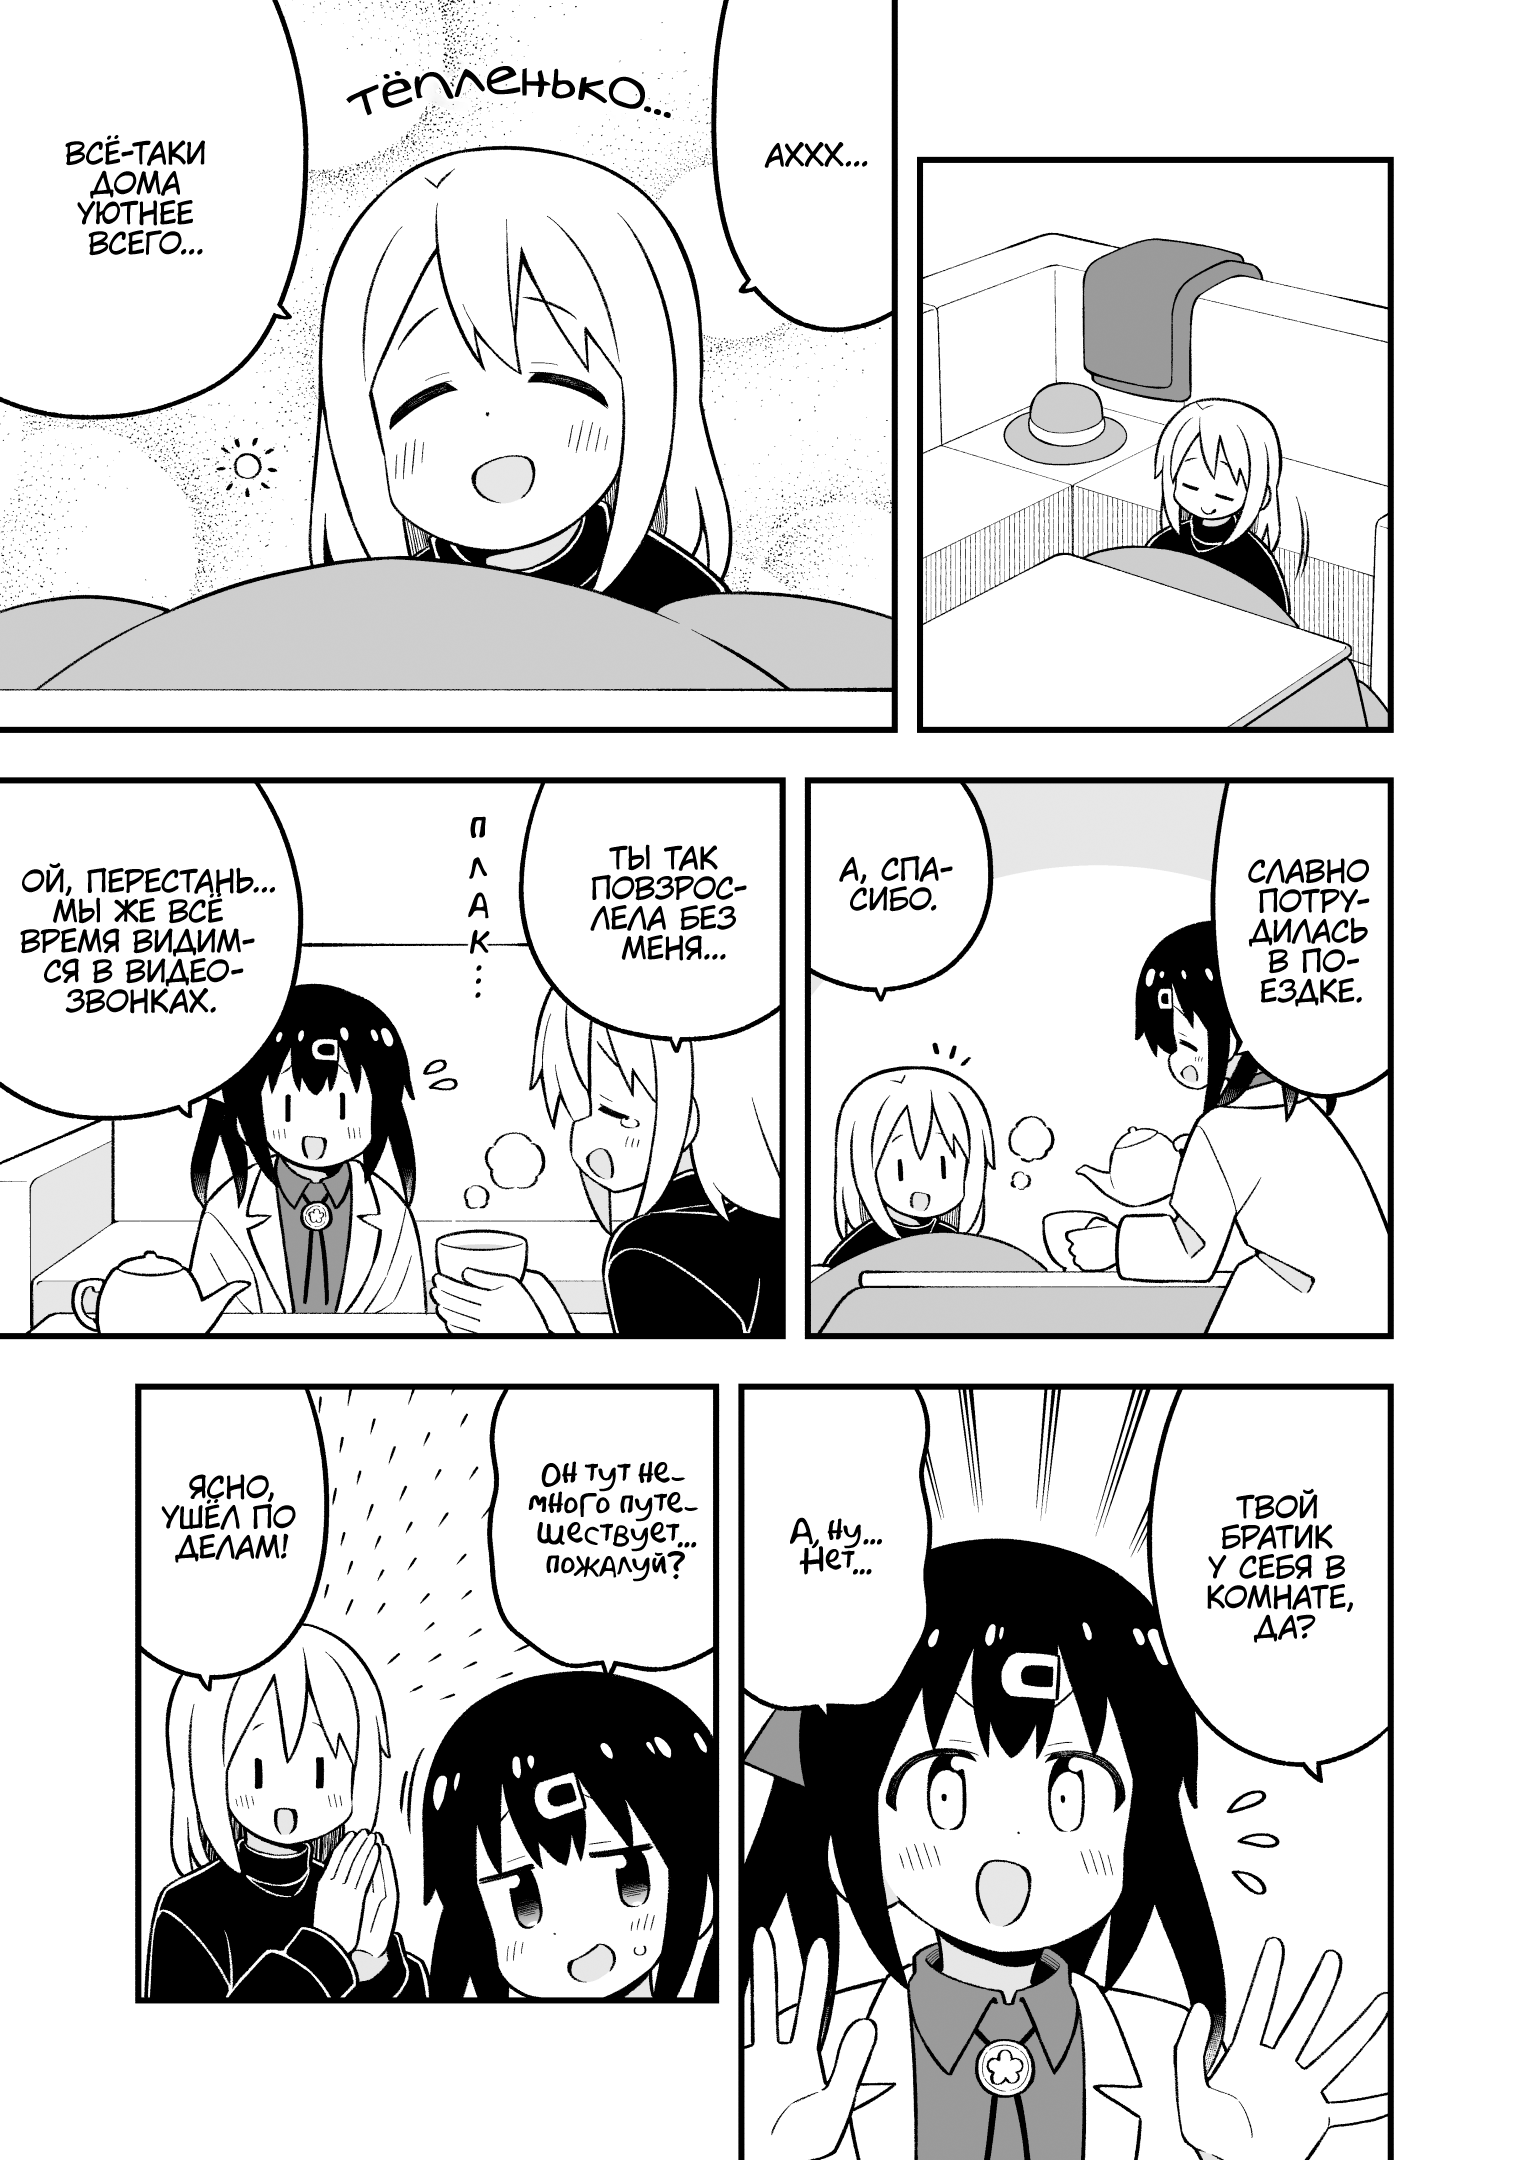 АХХХ...
ТЁПЛЕНЬКО...
ВСЁ-ТАКИ
ДОМА
УЮТНЕЕ
ВСЕГО...
СЛАВНО
ПОТРУ-
ДИЛАСЬ
В ПО-
ЕЗДКЕ.
А, СПА-
СИБО.
ТЫ ТАК
ПОВЗРОС-
ЛЕЛА БЕЗ
МЕНЯ...
ПЛАК...
ОЙ, ПЕРЕСТАНЬ...
МЫ ЖЕ ВСЁ
ВРЕМЯ ВИДИМ-
СЯ В ВИДЕО-
ЗВОНКАХ.
ТВОЙ
БРАТИК
У СЕБЯ В
КОМНАТЕ,
ДА?
А, НУ...
НЕТ...
ОН ТУТ НЕ-
МНОГО ПУТЕ-
ШЕСТВУЕТ...
ПОЖАЛУЙ?
ЯСНО,
УШЁЛ ПО
ДЕЛАМ!